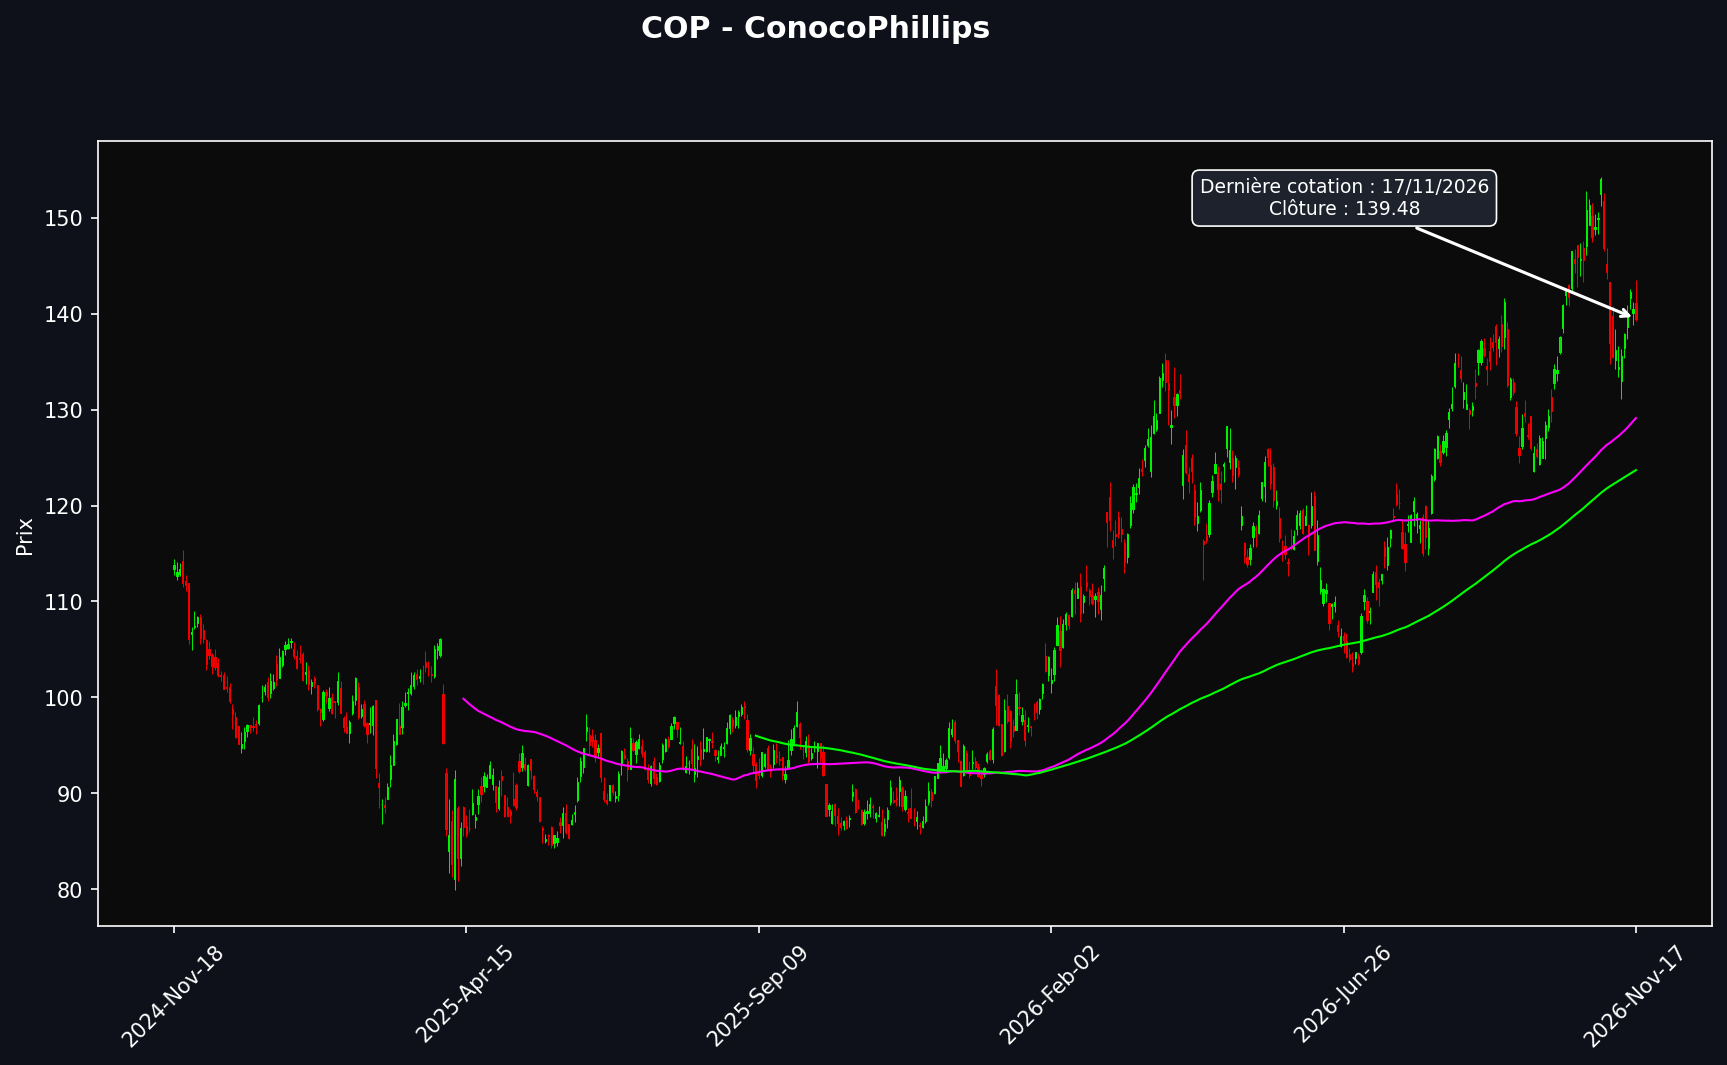 COP - ConocoPhillips
Dernière cotation : 17/11/2026
Clôture : 139.48
150
140
130
120
110
100
90
80
Prix
2024-Nov-18
2025-Apr-15
2025-Sep-09
2026-Feb-02
2026-Jun-26
2026-Nov-17